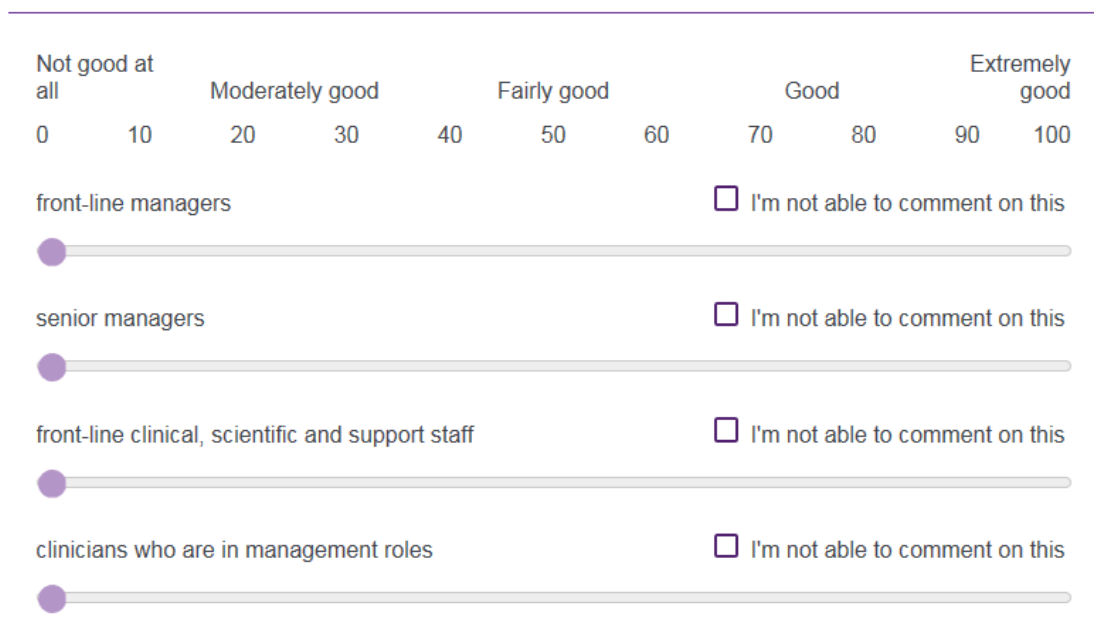 Not good at all Moderately good Fairly good Good Extremely good
0 10 20 30 40 50 60 70 80 90 100
front-line managers I'm not able to comment on this
senior managers I'm not able to comment on this
front-line clinical, scientific and support staff I'm not able to comment on this
clinicians who are in management roles I'm not able to comment on this